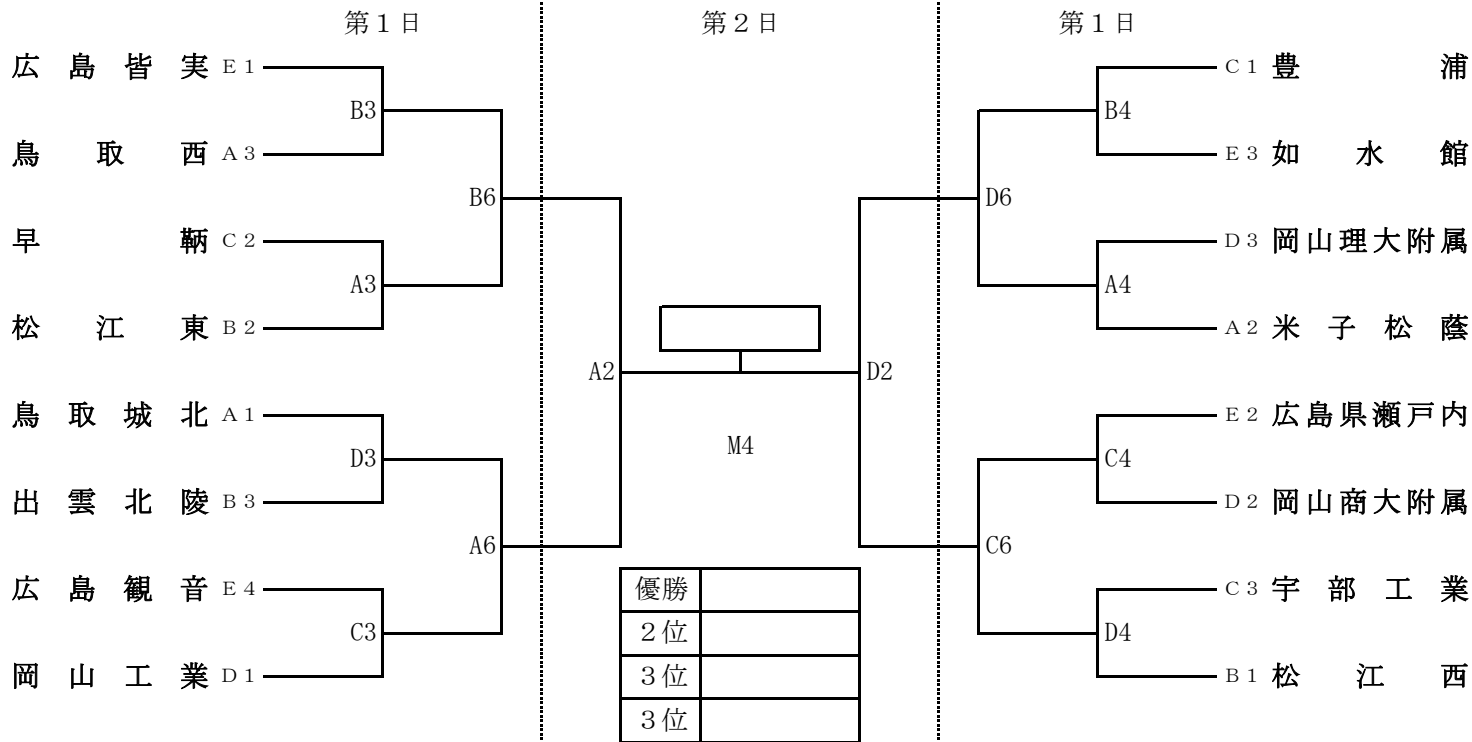 第１日 第２日 第１日
広島皆実 E1 C1 豊浦
B3 B4
鳥取西 A3 E3 如水館
B6 D6
早鞆 C2 D3 岡山理大附属
A3 A4
松江東 B2 A2 米子松蔭
A2 D2
鳥取城北 A1 E2 広島県瀬戸内
D3 M4 C4
出雲北陵 B3 D2 岡山商大附属
A6 C6
広島観音 E4 優勝 C3 宇部工業
C3 ２位 D4
岡山工業 D1 ３位 B1 松江西
３位